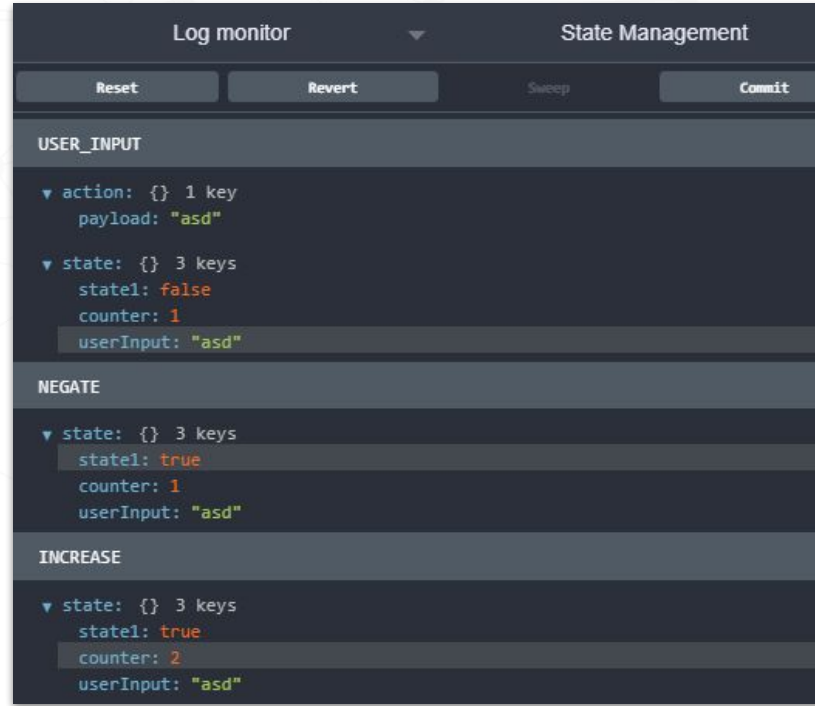 Log monitor State Management
Reset Revert Sweep Commit
USER_INPUT
▼ action: {} 1 key
payload: "asd"
▼ state: {} 3 keys
state1: false
counter: 1
userInput: "asd"
NEGATE
▼ state: {} 3 keys
state1: true
counter: 1
userInput: "asd"
INCREASE
▼ state: {} 3 keys
state1: true
counter: 2
userInput: "asd"